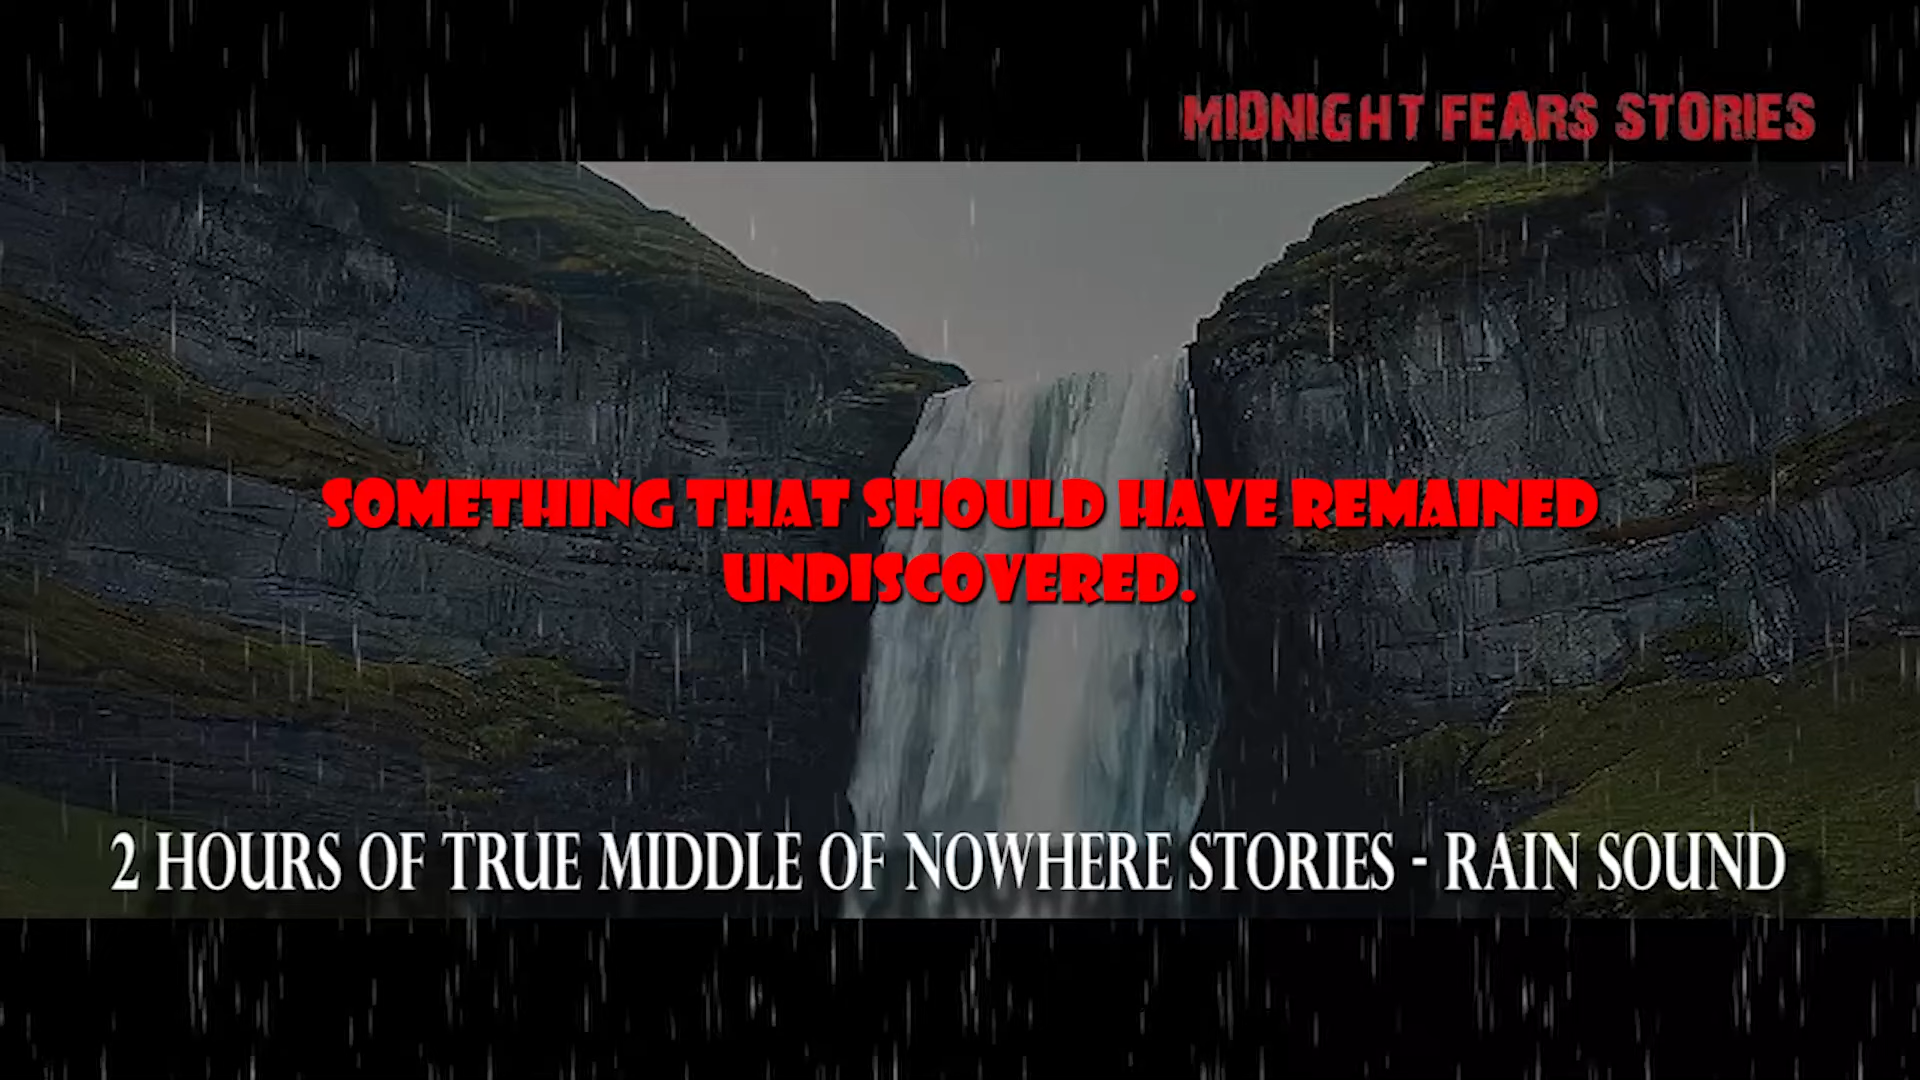 MIDNIGHT FEARS STORIES
SOMETHING THAT SHOULD HAVE REMAINED
UNDISCOVERED.
2 HOURS OF TRUE MIDDLE OF NOWHERE STORIES - RAIN SOUND